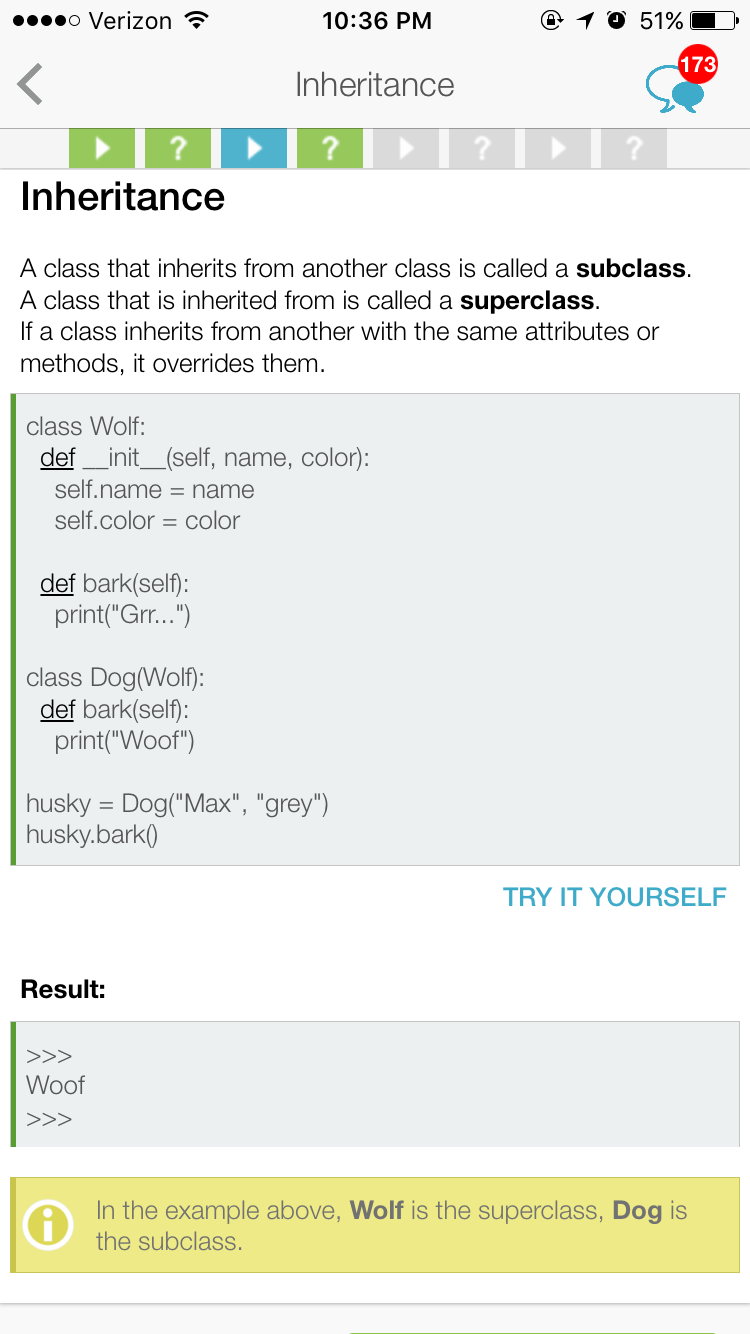 Verizon 10:36 PM 51%
Inheritance 173
? ? ? ?
Inheritance
A class that inherits from another class is called a subclass.
A class that is inherited from is called a superclass.
If a class inherits from another with the same attributes or
methods, it overrides them.
class Wolf:
  def __init__(self, name, color):
    self.name = name
    self.color = color

  def bark(self):
    print("Grr...")

class Dog(Wolf):
  def bark(self):
    print("Woof")

husky = Dog("Max", "grey")
husky.bark()
TRY IT YOURSELF
Result:
>>>
Woof
>>>
In the example above, Wolf is the superclass, Dog is
the subclass.